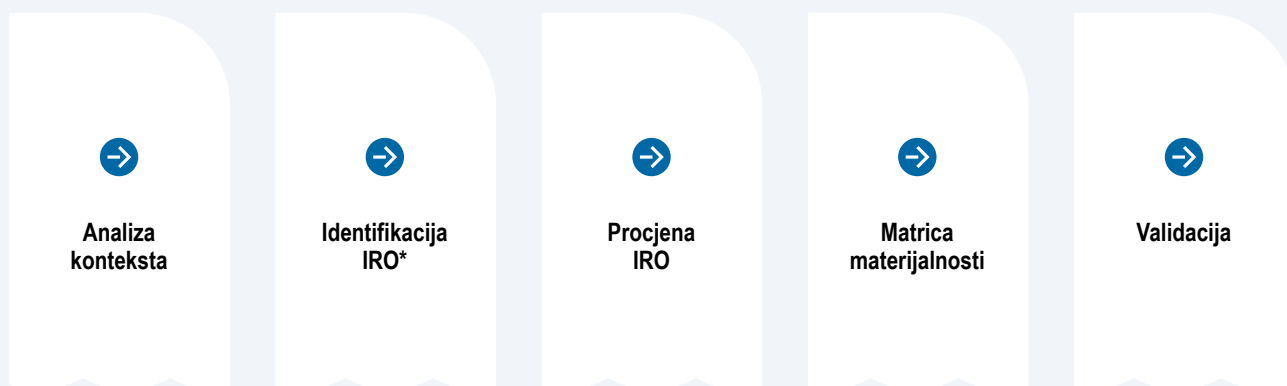 Analiza
konteksta
Identifikacija
IRO*
Procjena
IRO
Matrica
materijalnosti
Validacija